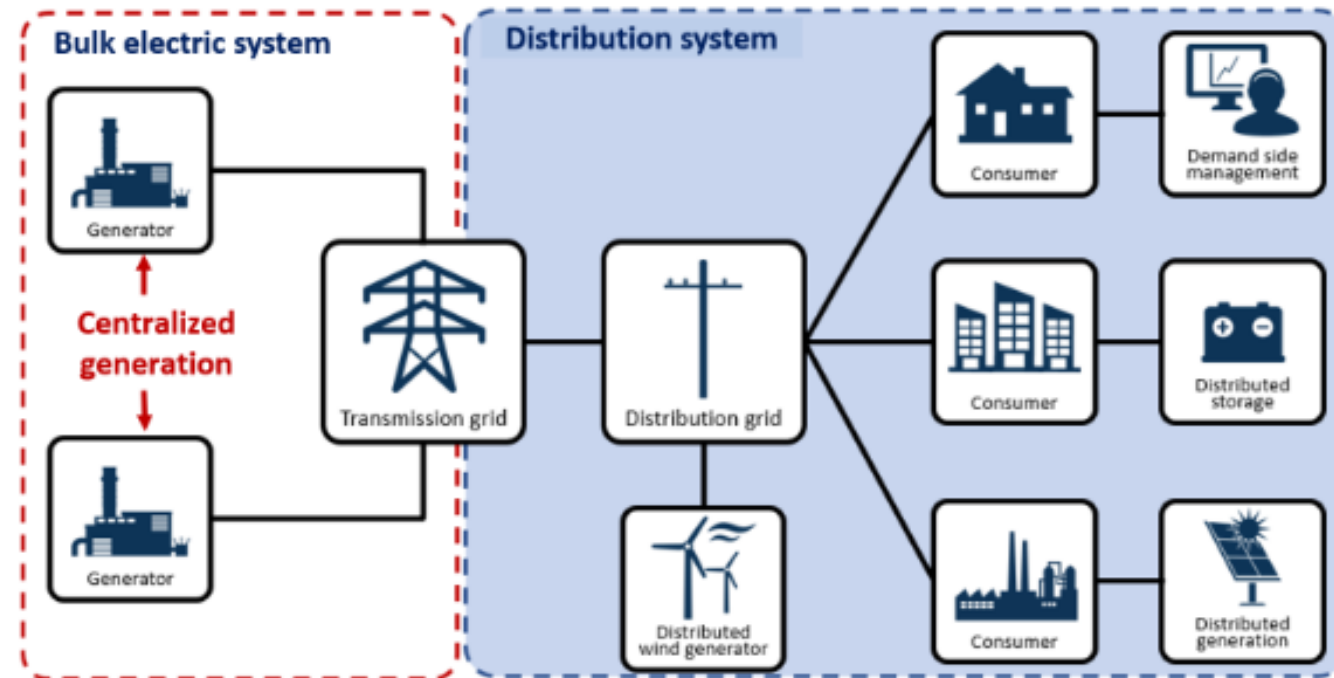 Bulk electric system
Distribution system
Generator
Centralized
generation
Generator
Transmission grid
Distribution grid
Distributed
wind generator
Consumer
Demand side
management
Consumer
Distributed
storage
Consumer
Distributed
generation